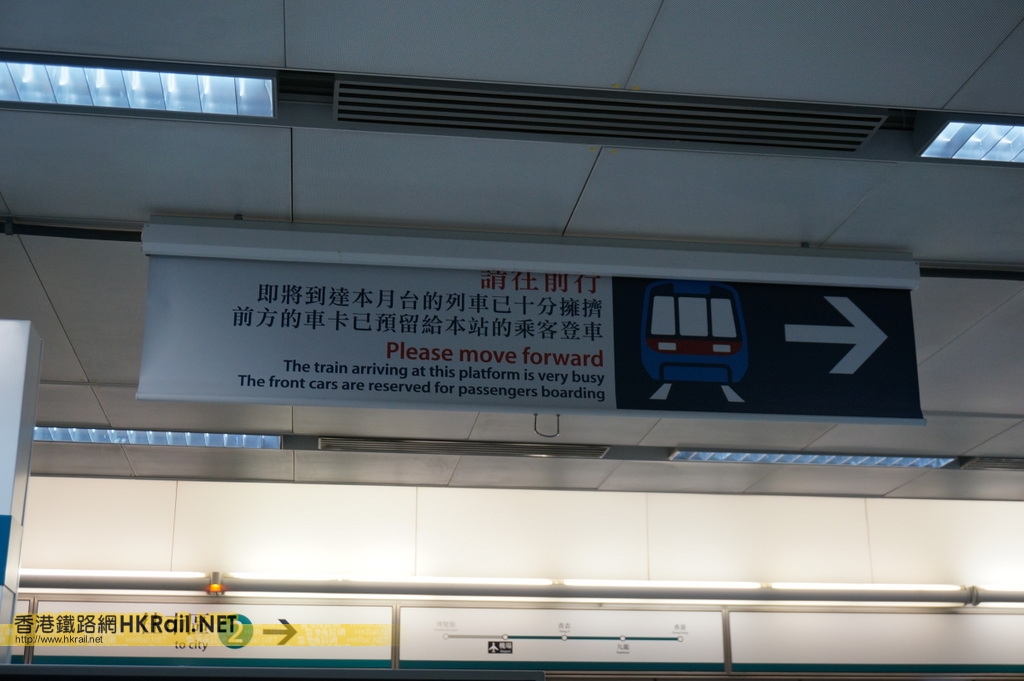 請往前行
即將到達本月台的列車已十分擁擠
前方的車卡已預留給本站的乘客登車
Please move forward
The train arriving at this platform is very busy
The front cars are reserved for passengers boarding
香港鐵路網HKRail.NET
http://www.hkrail.net
to city
2